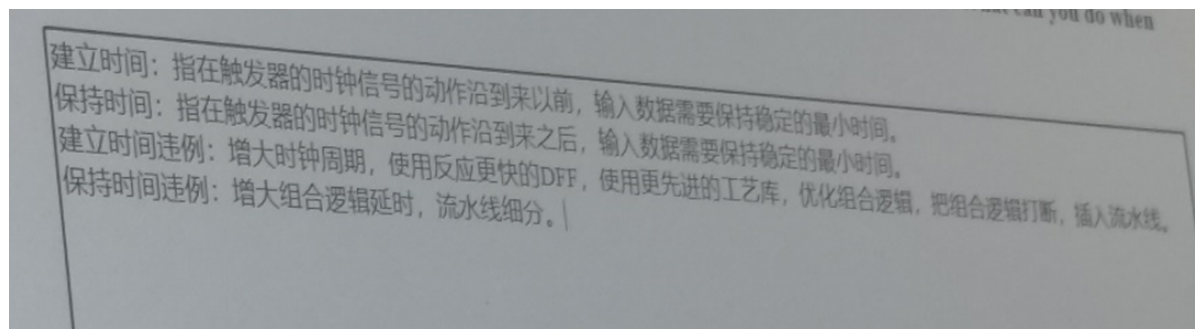 can you do when
建立时间：指在触发器的时钟信号的动作沿到来以前，输入数据需要保持稳定的最小时间。
保持时间：指在触发器的时钟信号的动作沿到来之后，输入数据需要保持稳定的最小时间。
建立时间违例：增大时钟周期，使用反应更快的DFF，使用更先进的工艺库，优化组合逻辑，把组合逻辑打断，插入流水线。
保持时间违例：增大组合逻辑延时，流水线细分。